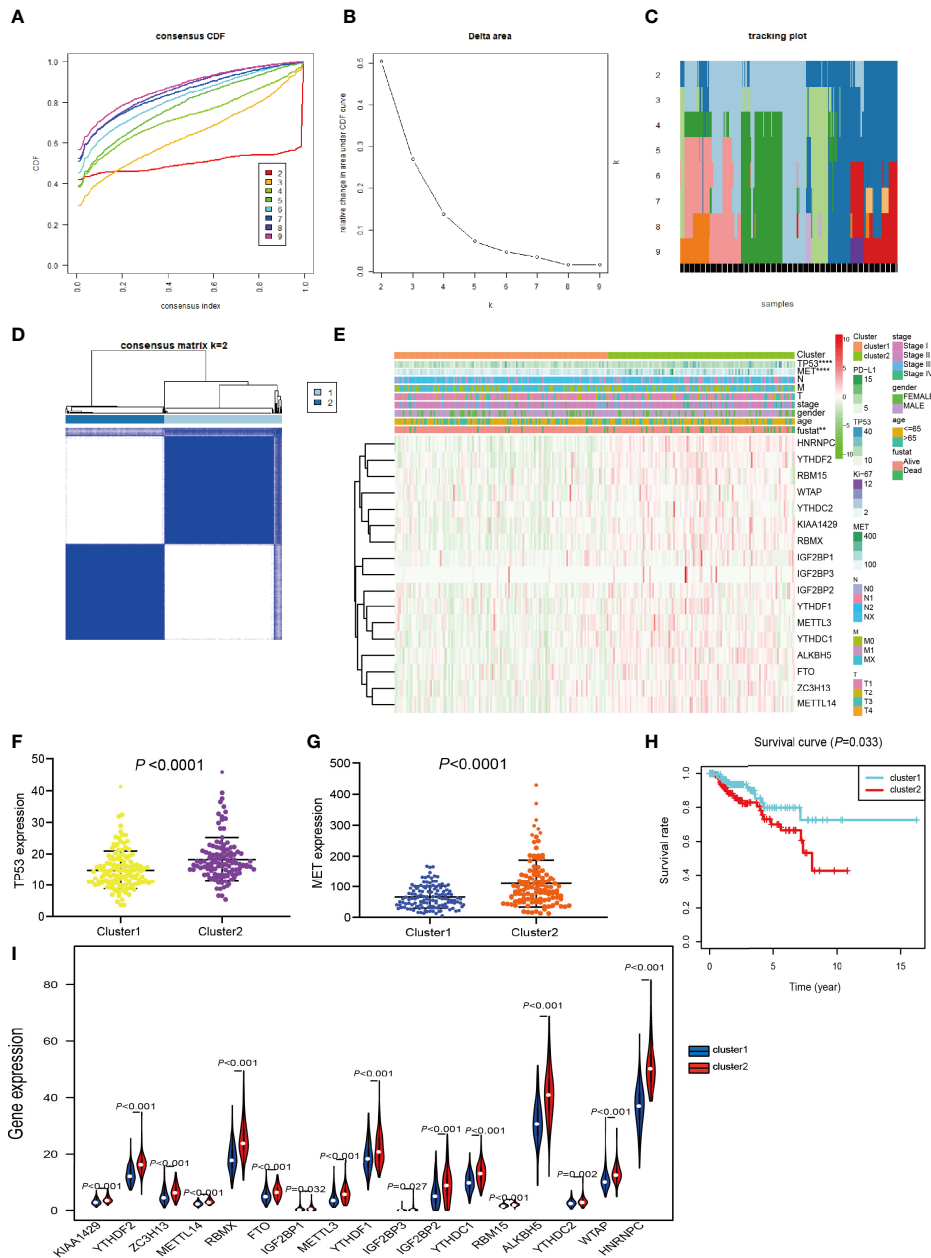 A
consensus CDF
CDF
1.0
0.8
0.6
0.4
0.2
0.0
0.0
0.2
0.4
0.6
0.8
1.0
consensus index
2
3
4
5
6
7
8
9
B
Delta area
relative change in area under CDF curve
0.5
0.4
0.3
0.2
0.1
0.0
2
3
4
5
6
7
8
9
k
C
tracking plot
k
2
3
4
5
6
7
8
9
samples
D
consensus matrix k=2
1
2
E
Cluster
TP53****
MET****
N
M
T
stage
gender
age
fustat**
HNRNPC
YTHDF2
RBM15
WTAP
YTHDC2
KIAA1429
RBMX
IGF2BP1
IGF2BP3
IGF2BP2
YTHDF1
METTL3
YTHDC1
ALKBH5
FTO
ZC3H13
METTL14
10
5
0
-5
-10
Cluster
cluster1
cluster2
PD-L1
15
5
TP53
40
10
Ki-67
12
2
MET
400
100
N
N0
N1
N2
NX
M
M0
M1
MX
T
T1
T2
T3
T4
stage
Stage I
Stage II
Stage III
Stage IV
gender
FEMALE
MALE
age
<=65
>65
fustat
Alive
Dead
F
P <0.0001
TP53 expression
50
40
30
20
10
0
Cluster1
Cluster2
G
P<0.0001
MET expression
500
400
300
200
100
0
Cluster1
Cluster2
H
Survival curve (P=0.033)
cluster1
cluster2
Survival rate
1.0
0.8
0.6
0.4
0.2
0.0
0
5
10
15
Time (year)
I
Gene expression
80
60
40
20
0
P<0.001
P<0.001
P<0.001
P<0.001
P<0.001
P<0.001
P=0.032
P<0.001
P<0.001
P=0.027
P<0.001
P<0.001
P<0.001
P<0.001
P=0.002
P<0.001
P<0.001
KIAA1429
YTHDF2
ZC3H13
METTL14
RBMX
FTO
IGF2BP1
METTL3
YTHDF1
IGF2BP3
IGF2BP2
YTHDC1
RBM15
ALKBH5
YTHDC2
WTAP
HNRNPC
cluster1
cluster2